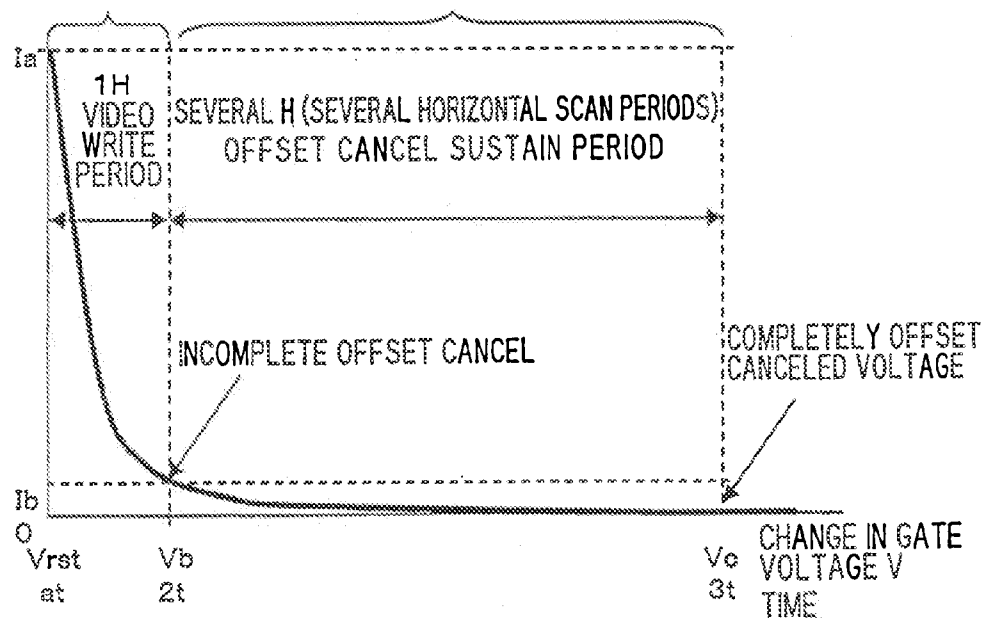 Ia
1H
VIDEO
WRITE
PERIOD
SEVERAL H (SEVERAL HORIZONTAL SCAN PERIODS)
OFFSET CANCEL SUSTAIN PERIOD
INCOMPLETE OFFSET CANCEL
COMPLETELY OFFSET
CANCELED VOLTAGE
Ib
0
Vrst
at
Vb
2t
Vc
3t
CHANGE IN GATE
VOLTAGE V
TIME